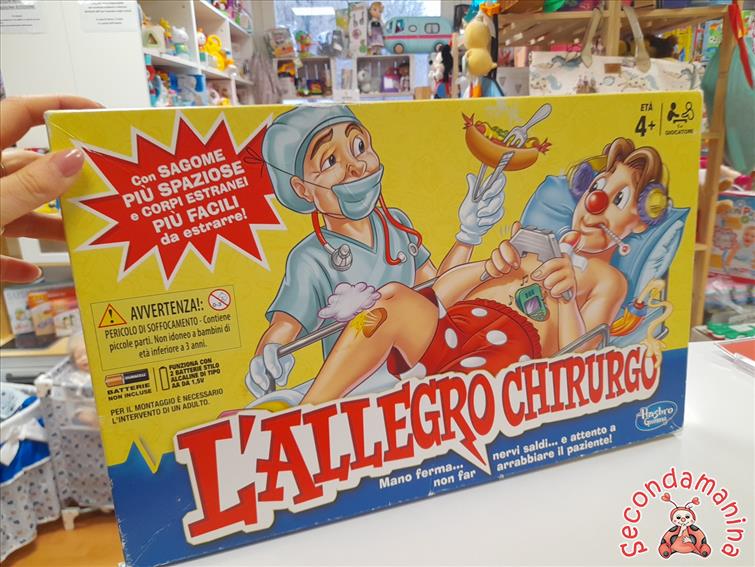 Con SAGOME
PIÙ SPAZIOSE
e CORPI ESTRANEI
PIÙ FACILI
da estrarre!
ETÀ
4+
GIOCATORE
AVVERTENZA!:
0-3
PERICOLO DI SOFFOCAMENTO - Contiene
piccole parti. Non idoneo a bambini di
età inferiore a 3 anni.
BATTERIE
NON INCLUSE
FUNZIONA CON
2 BATTERIE STILO
ALCALINE DI TIPO
AA DA 1,5V
PER IL MONTAGGIO È NECESSARIO
L'INTERVENTO DI UN ADULTO.
L'ALLEGRO CHIRURGO
Hasbro
Gaming
Mano ferma... nervi saldi... e attento a
non far arrabbiare il paziente!
Secondamanina